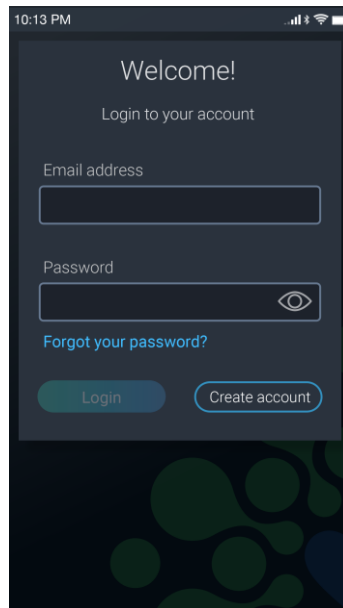 10:13 PM
Welcome!
Login to your account
Email address
Password
Forgot your password?
Login
Create account